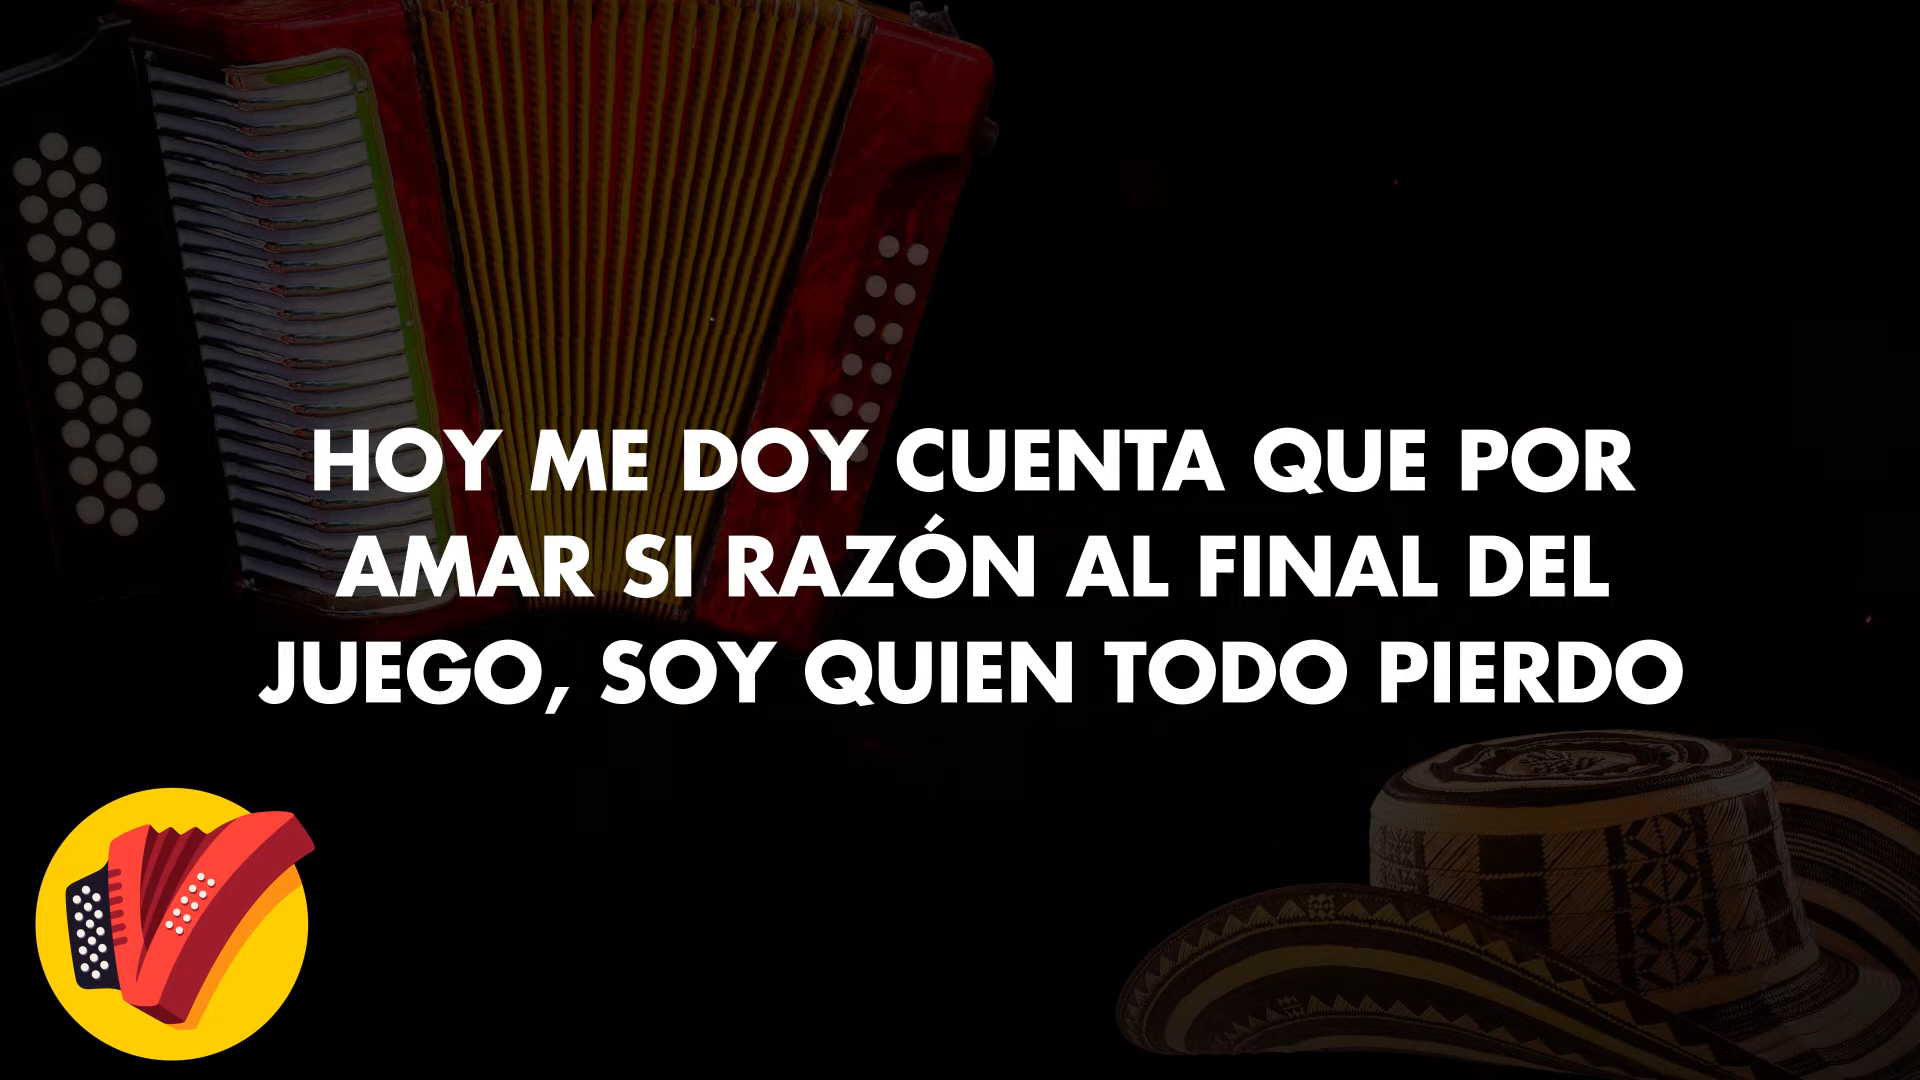 HOY ME DOY CUENTA QUE POR
AMAR SI RAZÓN AL FINAL DEL
JUEGO, SOY QUIEN TODO PIERDO